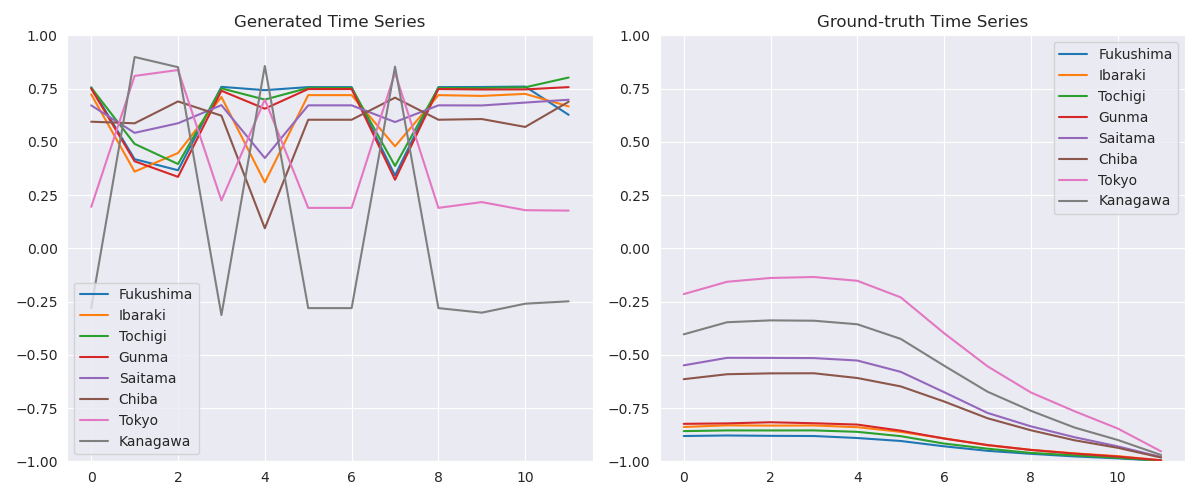 Generated Time Series
1.00
0.75
0.50
0.25
0.00
−0.25
−0.50
−0.75
−1.00
0
2
4
6
8
10
Fukushima
Ibaraki
Tochigi
Gunma
Saitama
Chiba
Tokyo
Kanagawa
Ground-truth Time Series
1.00
0.75
0.50
0.25
0.00
−0.25
−0.50
−0.75
−1.00
0
2
4
6
8
10
Fukushima
Ibaraki
Tochigi
Gunma
Saitama
Chiba
Tokyo
Kanagawa